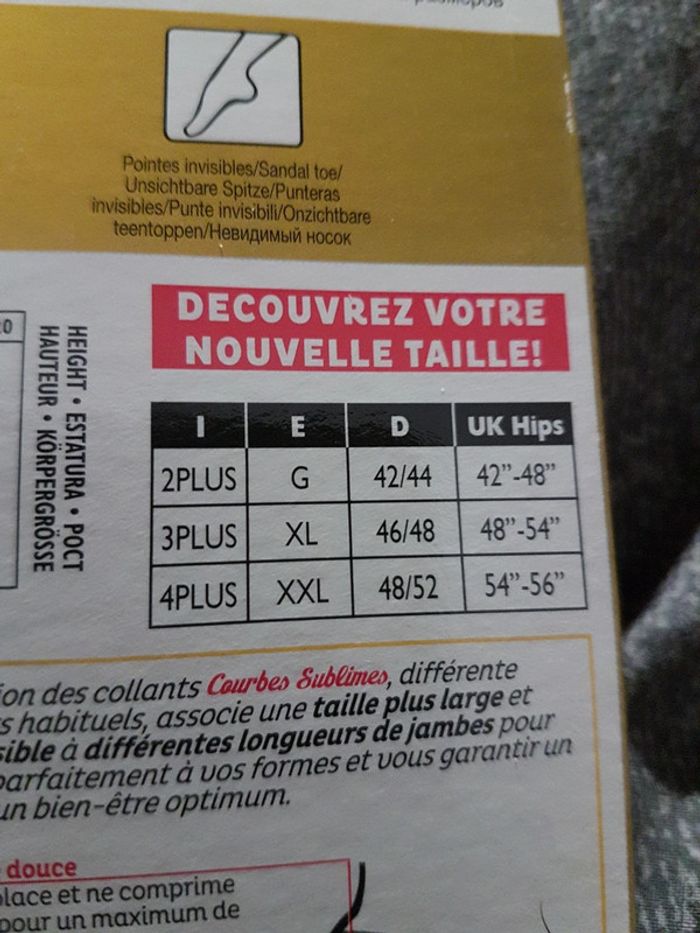 Pointes invisibles/Sandal toe/
Unsichtbare Spitze/Punteras
invisibles/Punte invisibili/Onzichtbare
teentoppen/Невидимый носок
HEIGHT • ESTATURA • РОСТ
HAUTEUR • KÖRPERGRÖSSE
DECOUVREZ VOTRE
NOUVELLE TAILLE!
I E D UK Hips
2PLUS G 42/44 42”-48”
3PLUS XL 46/48 48”-54”
4PLUS XXL 48/52 54”-56”
des collants Courbes Sublimes, différente
habituels, associe une taille plus large et
à différentes longueurs de jambes pour
parfaitement à vos formes et vous garantir un
un bien-être optimum.
douce
place et ne comprime
pour un maximum de